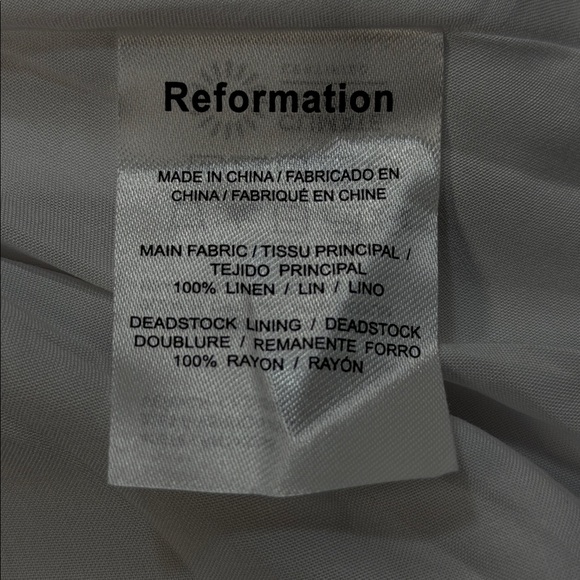 Reformation
MADE IN CHINA / FABRICADO EN
CHINA / FABRIQUÉ EN CHINE
MAIN FABRIC / TISSU PRINCIPAL /
TEJIDO PRINCIPAL
100% LINEN / LIN / LINO
DEADSTOCK LINING / DEADSTOCK
DOUBLURE / REMANENTE FORRO
100% RAYON / RAYÓN